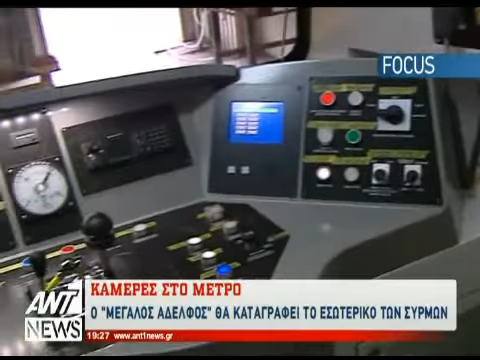 FOCUS
ΚΑΜΕΡΕΣ ΣΤΟ ΜΕΤΡΟ
Ο "ΜΕΓΑΛΟΣ ΑΔΕΛΦΟΣ" ΘΑ ΚΑΤΑΓΡΑΦΕΙ ΤΟ ΕΣΩΤΕΡΙΚΟ ΤΩΝ ΣΥΡΜΩΝ
ANT1
NEWS
19:27 www.ant1news.gr